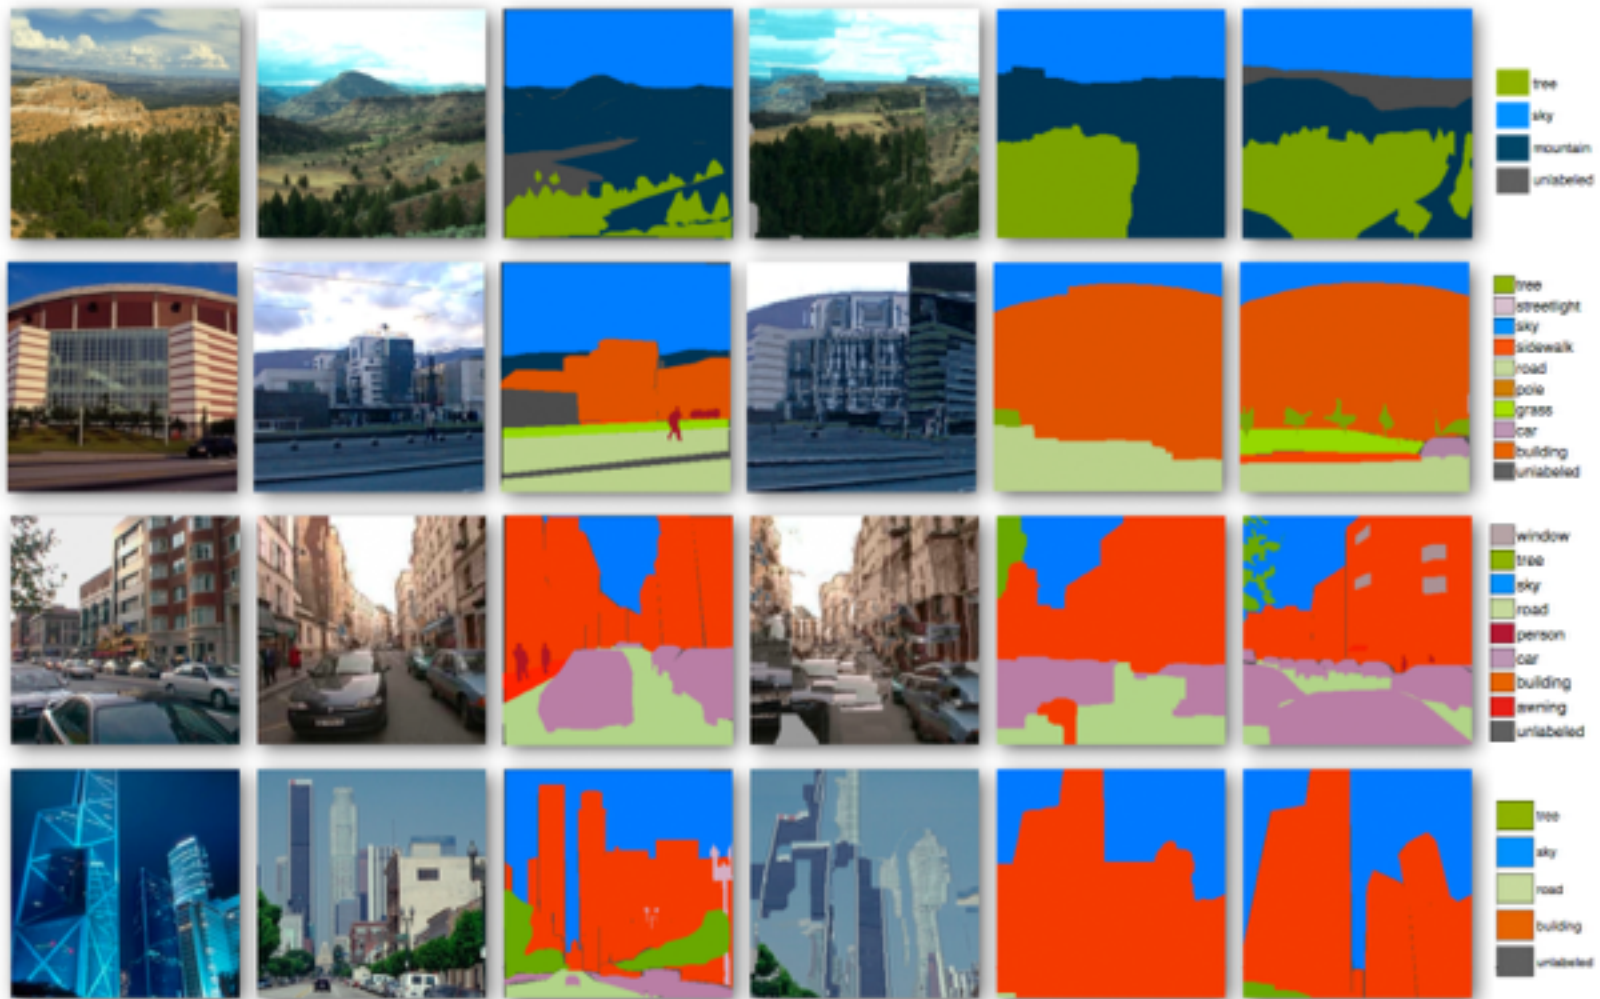 tree
sky
mountain
unlabeled
tree
streetlight
sky
sidewalk
road
pole
grass
car
building
unlabeled
window
tree
sky
road
person
car
building
awning
unlabeled
tree
sky
road
building
unlabeled